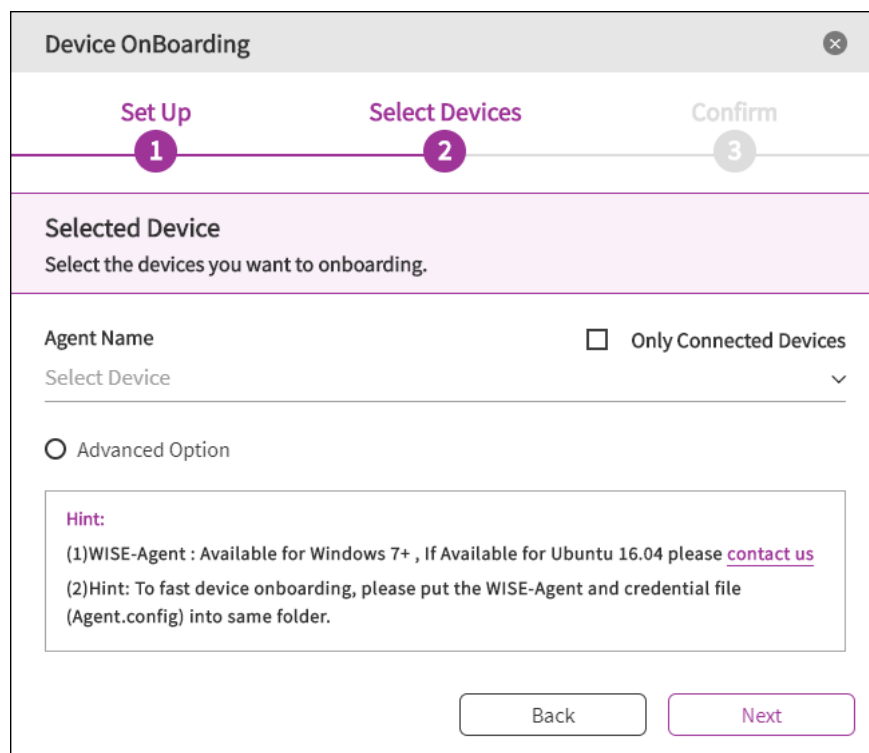 Device OnBoarding
Set Up
Select Devices
Confirm
1
2
3
Selected Device
Select the devices you want to onboarding.
Agent Name
Only Connected Devices
Select Device
Advanced Option
Hint:
(1)WISE-Agent : Available for Windows 7+ , If Available for Ubuntu 16.04 please contact us
(2)Hint: To fast device onboarding, please put the WISE-Agent and credential file
(Agent.config) into same folder.
Back
Next